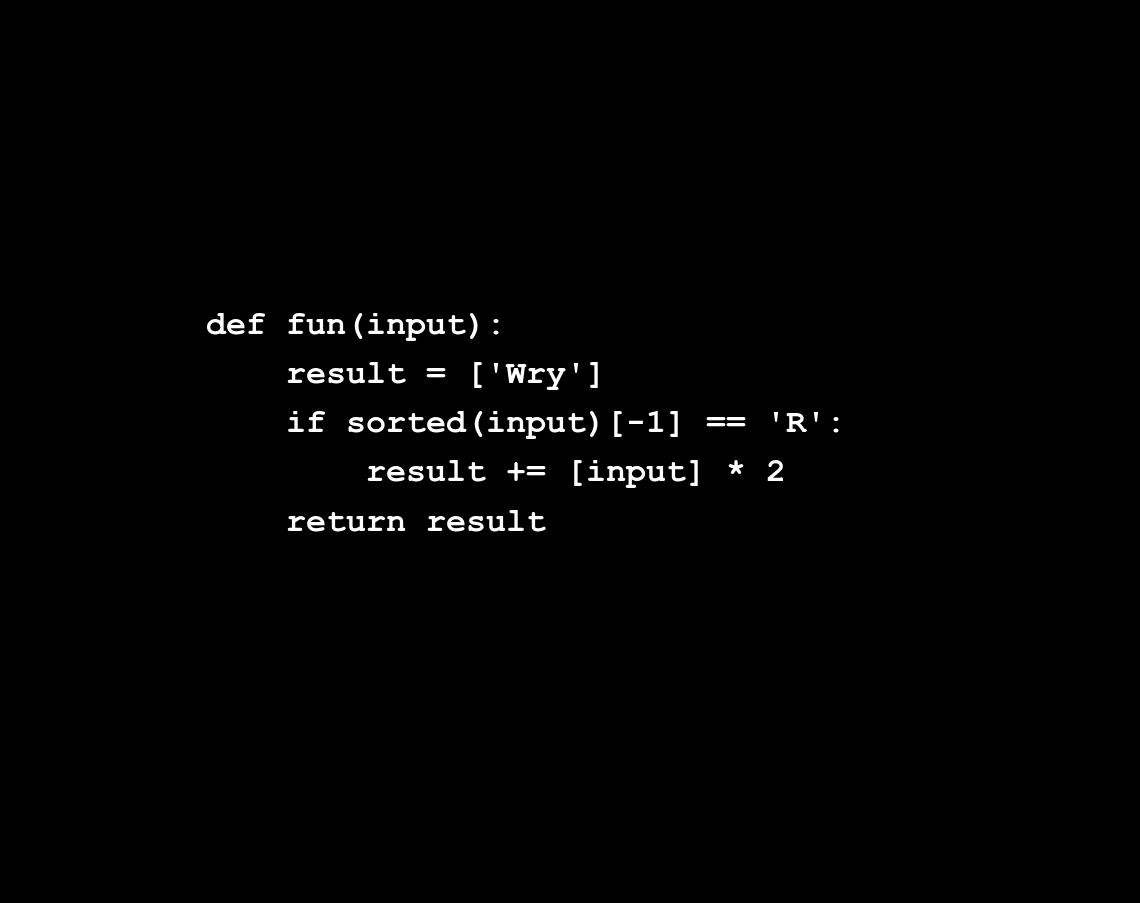 def fun(input):
    result = ['Wry']
    if sorted(input)[-1] == 'R':
        result += [input] * 2
    return result